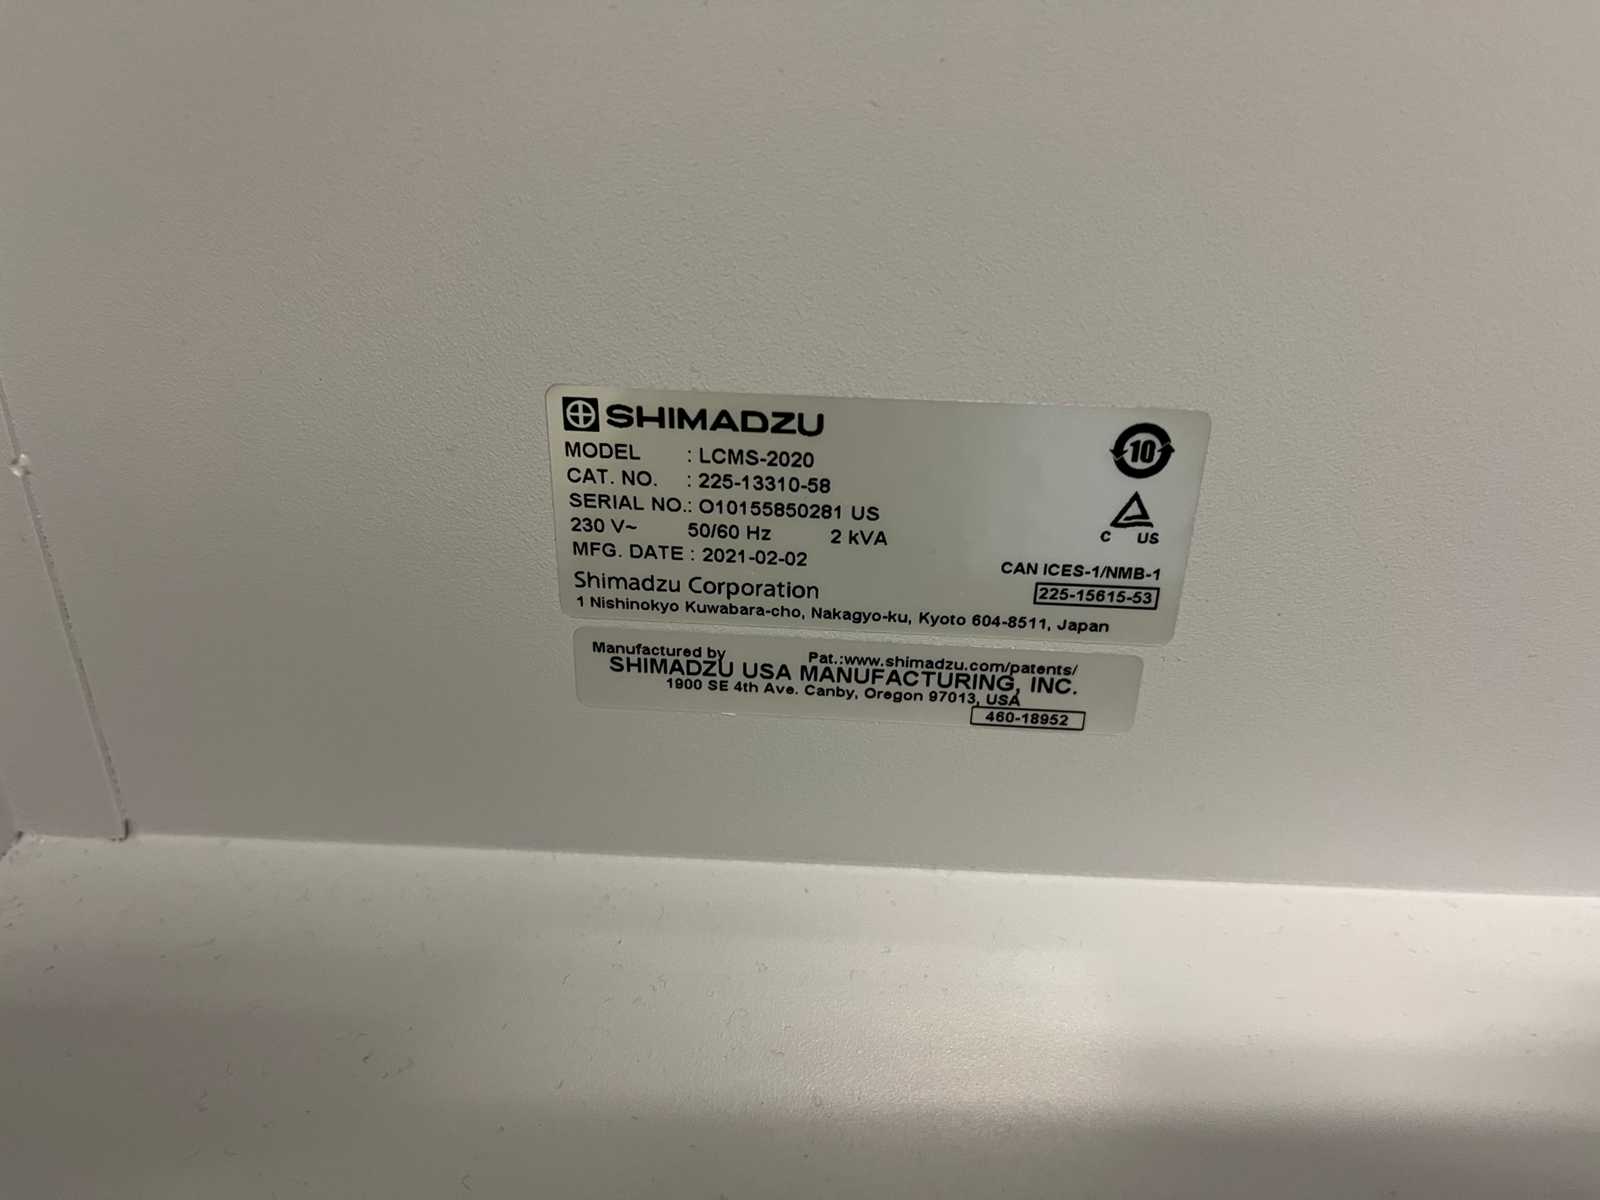 SHIMADZU
MODEL : LCMS-2020
CAT. NO. : 225-13310-58
SERIAL NO.: O10155850281 US
230 V~ 50/60 Hz 2 kVA
MFG. DATE : 2021-02-02
Shimadzu Corporation
1 Nishinokyo Kuwabara-cho, Nakagyo-ku, Kyoto 604-8511, Japan
10
C US
CAN ICES-1/NMB-1
225-15615-53
Manufactured by Pat.:www.shimadzu.com/patents/
SHIMADZU USA MANUFACTURING, INC.
1900 SE 4th Ave. Canby, Oregon 97013, USA
460-18952